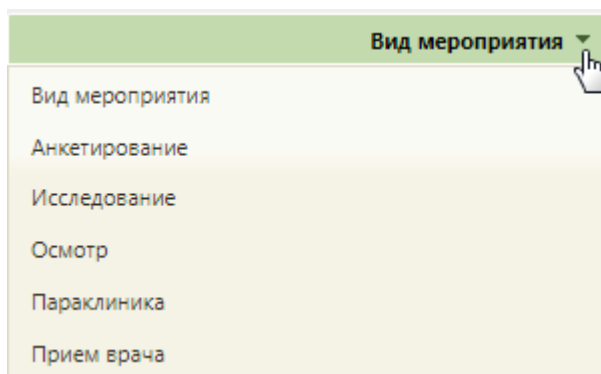 Вид мероприятия
Вид мероприятия
Анкетирование
Исследование
Осмотр
Параклиника
Прием врача